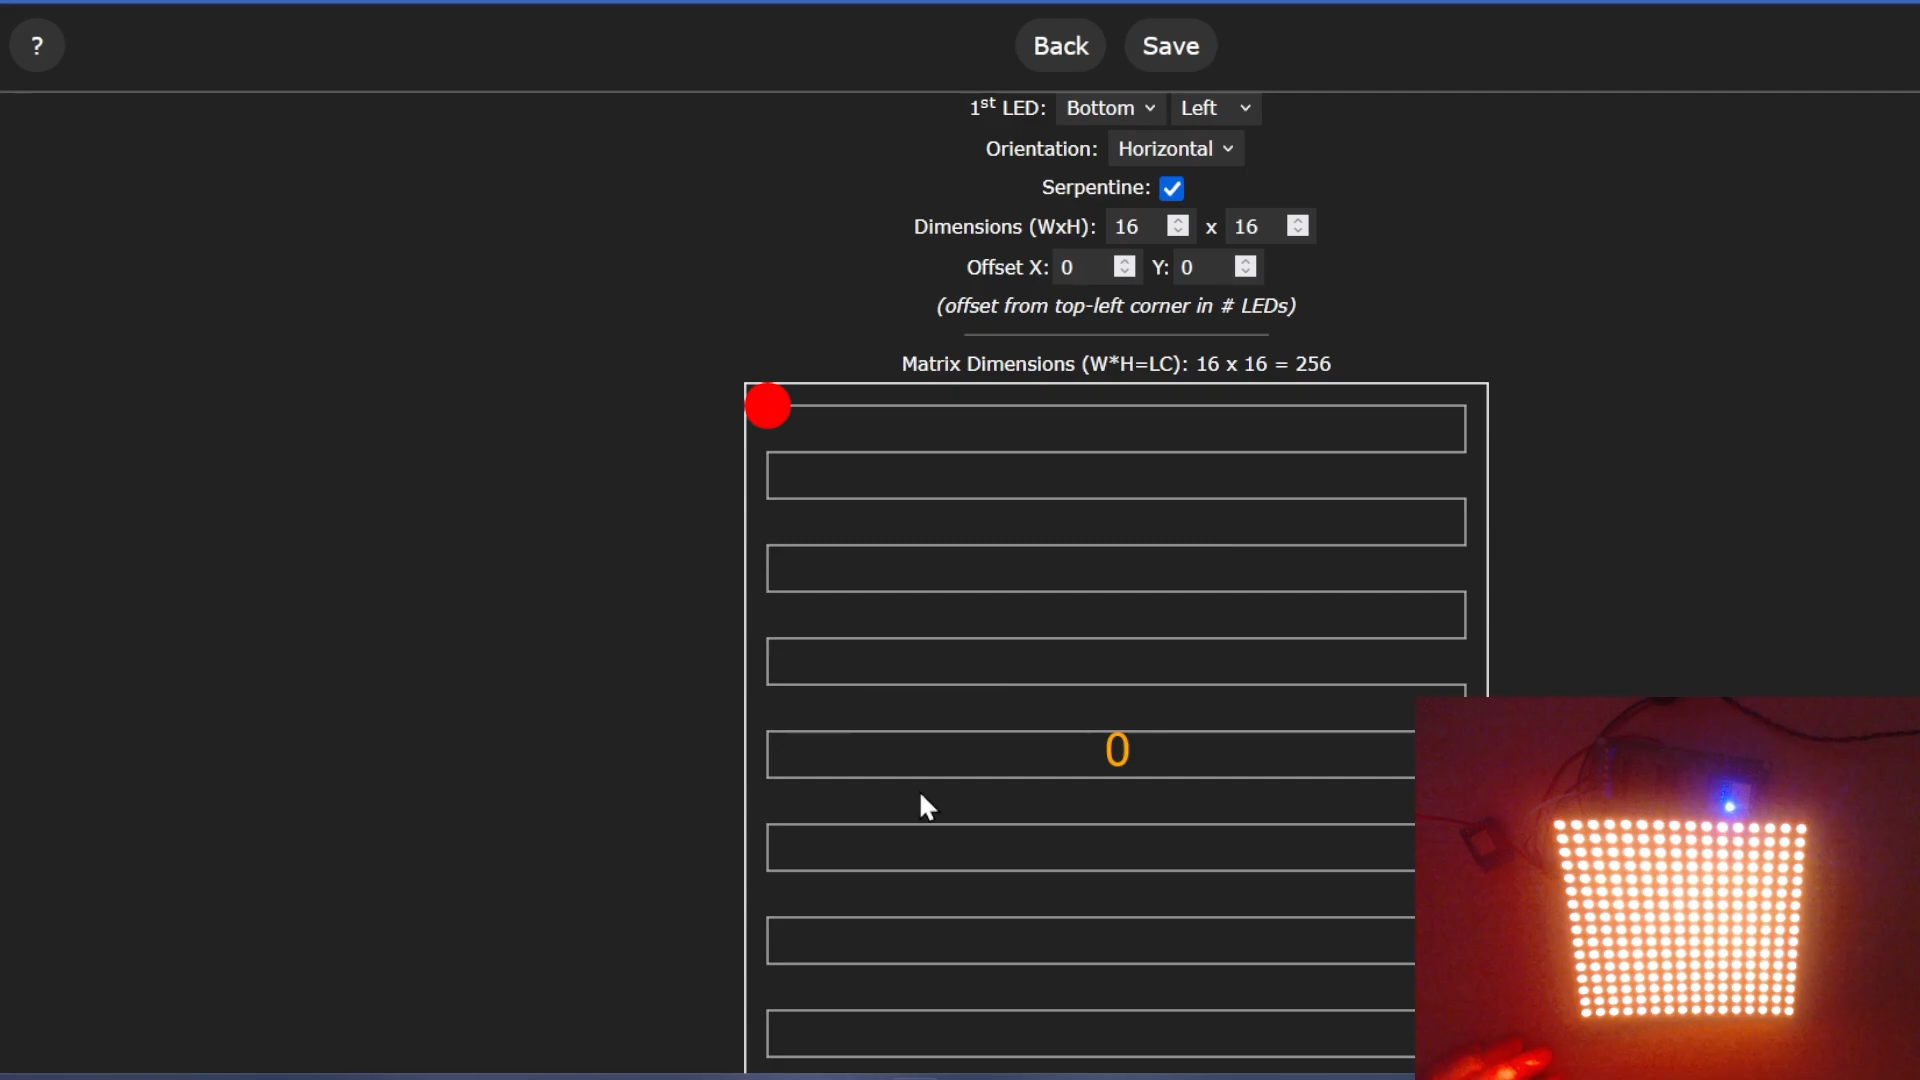 ?
Back Save
1st LED: Bottom Left
Orientation: Horizontal
Serpentine:
Dimensions (WxH): 16 x 16
Offset X: 0 Y: 0
(offset from top-left corner in # LEDs)
Matrix Dimensions (W*H=LC): 16 x 16 = 256
0